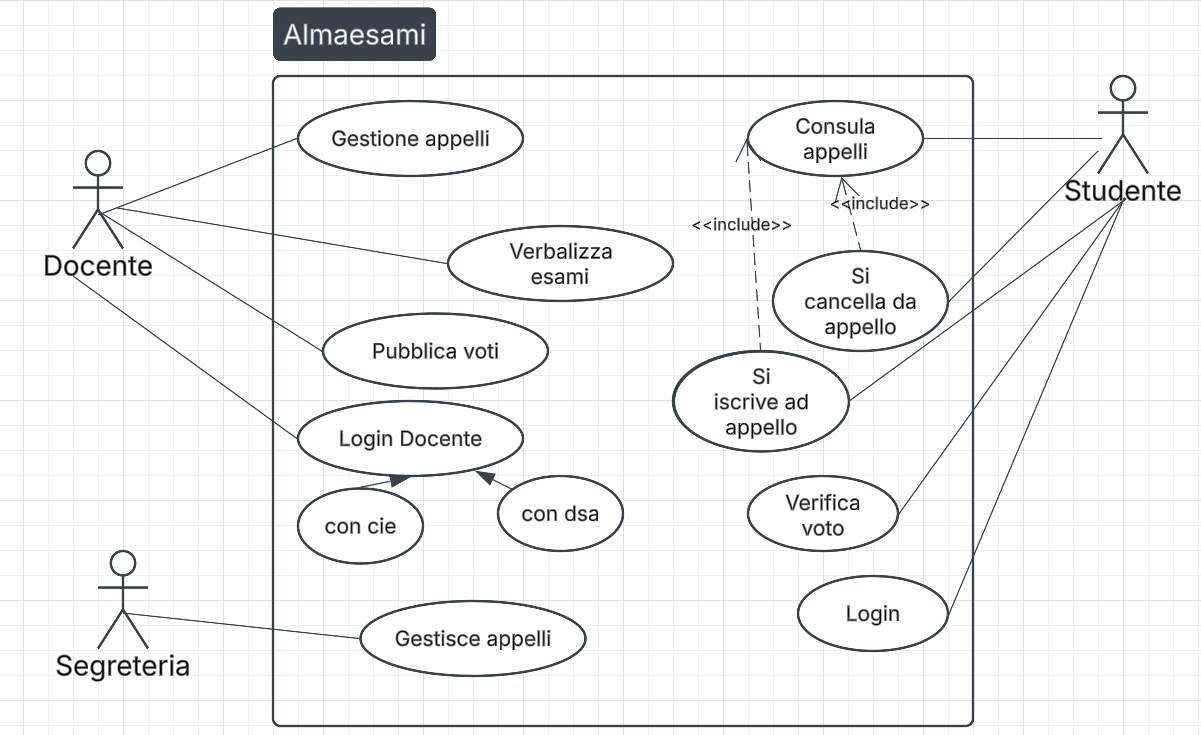 Almaesami
Gestione appelli
Consula
appelli
Studente
<<include>>
<<include>>
Docente
Verbalizza
esami
Si
cancella da
appello
Pubblica voti
Si
iscrive ad
appello
Login Docente
con cie
con dsa
Verifica
voto
Login
Segreteria
Gestisce appelli